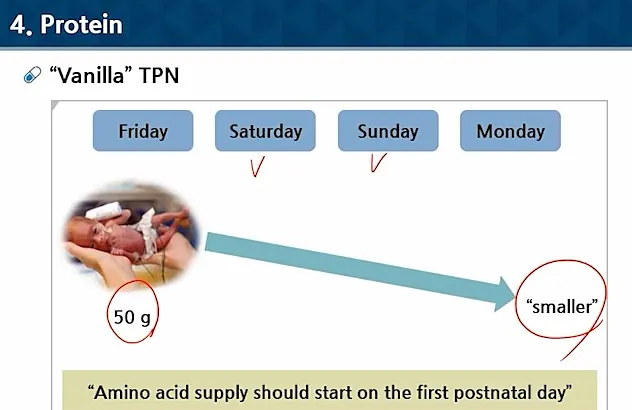 4. Protein
“Vanilla” TPN
Friday Saturday Sunday Monday
50 g
“smaller”
“Amino acid supply should start on the first postnatal day”